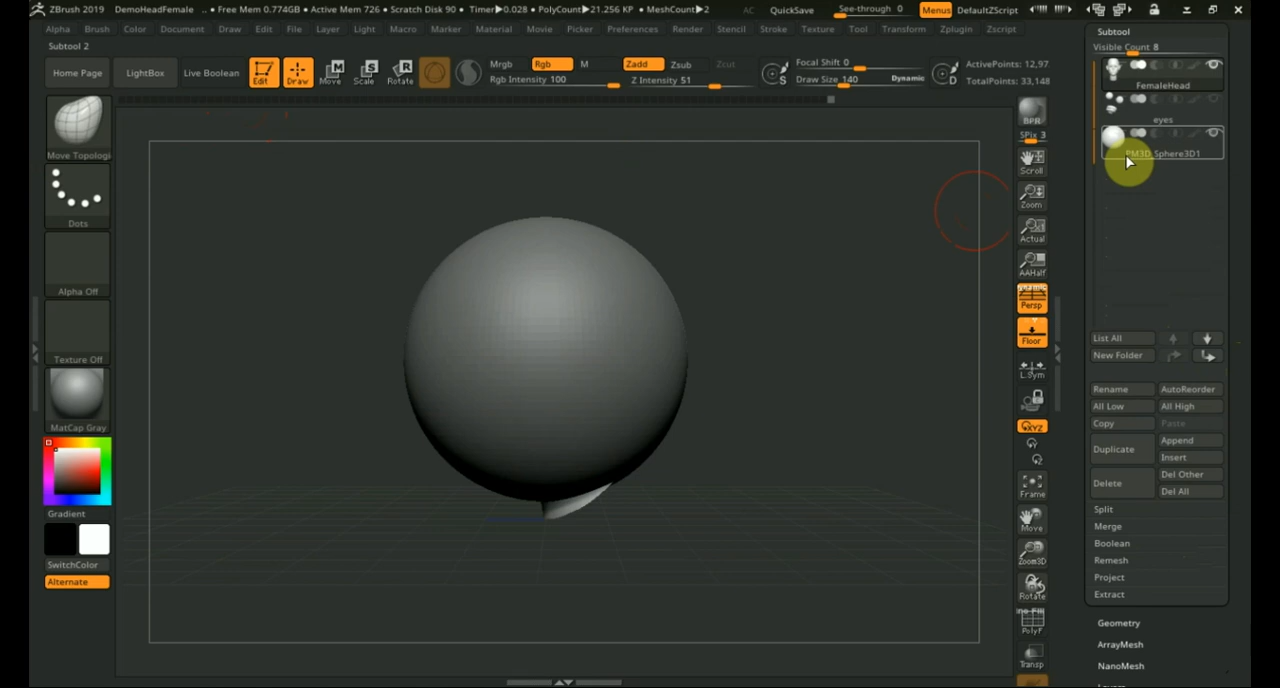 ZBrush 2019 DemoHeadFemale .. • Free Mem 0.774GB • Active Mem 726 • Scratch Disk 90 • Timer▶0.028 • PolyCount▶21.256 KP • MeshCount▶2 AC QuickSave See-through 0 Menus DefaultZScript
Alpha Brush Color Document Draw Edit File Layer Light Macro Marker Material Movie Picker Preferences Render Stencil Stroke Texture Tool Transform Zplugin Zscript
Subtool 2
Home Page LightBox Live Boolean Edit Draw Move Scale Rotate
Mrgb Rgb M Zadd Zsub Zcut
Rgb Intensity 100 Z Intensity 51
S Focal Shift 0
Draw Size 140 Dynamic
D ActivePoints: 12,97
TotalPoints: 33,148
Move Topologi
Dots
Alpha Off
Texture Off
MatCap Gray
Gradient
SwitchColor
Alternate
BPR
SPix 3
Scroll
Zoom
Actual
AAHalf
Persp
Floor
L.Sym
XYZ
Frame
Move
Zoom3D
Rotate
PolyF
Transp
Subtool
Visible Count 8
FemaleHead
eyes
PM3D_Sphere3D1
List All
New Folder
Rename AutoReorder
All Low All High
Copy Paste
Duplicate Append
Insert
Delete Del Other
Del All
Split
Merge
Boolean
Remesh
Project
Extract
Geometry
ArrayMesh
NanoMesh